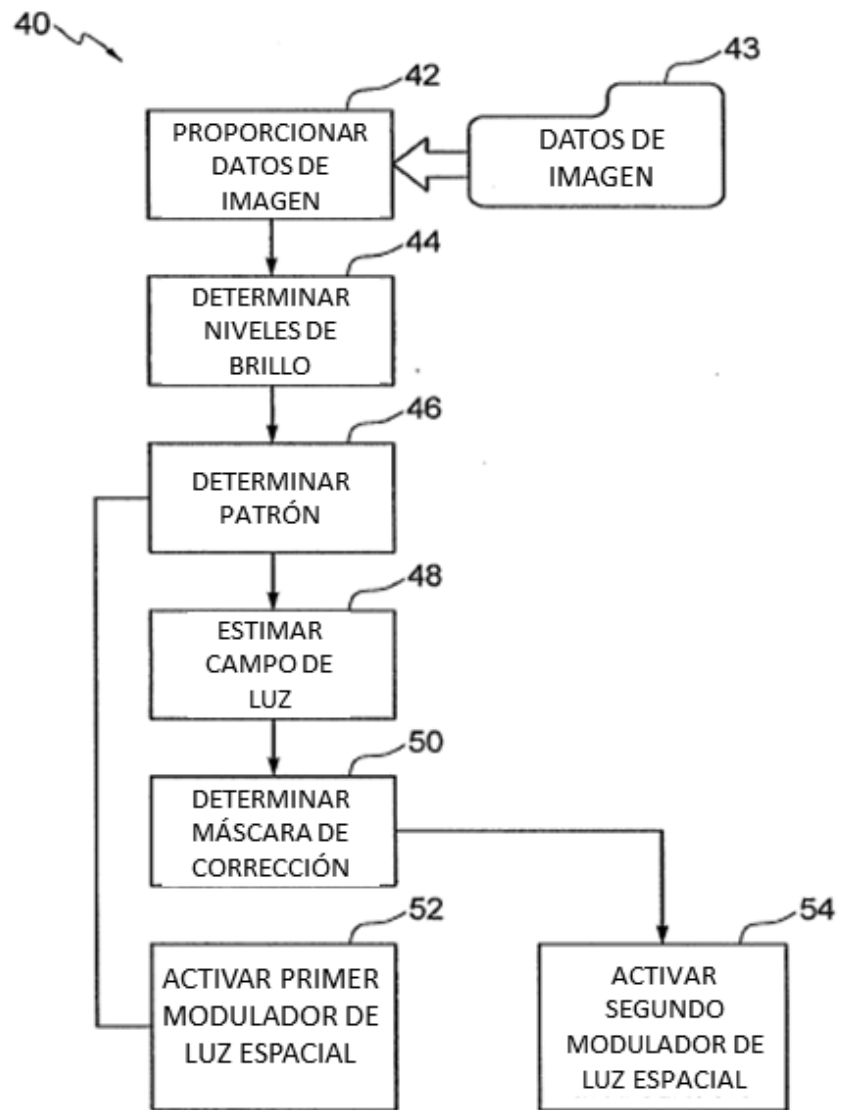 40
42
43
PROPORCIONAR
DATOS DE
IMAGEN
DATOS DE
IMAGEN
44
DETERMINAR
NIVELES DE
BRILLO
46
DETERMINAR
PATRÓN
48
ESTIMAR
CAMPO DE
LUZ
50
DETERMINAR
MÁSCARA DE
CORRECCIÓN
52
ACTIVAR PRIMER
MODULADOR DE
LUZ ESPACIAL
54
ACTIVAR
SEGUNDO
MODULADOR DE
LUZ ESPACIAL